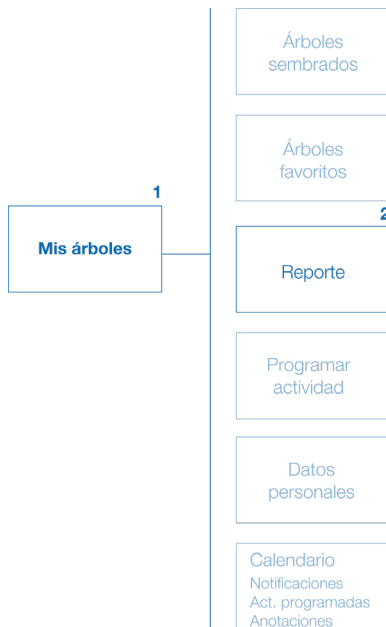 1
Mis árboles
Árboles
sembrados
Árboles
favoritos
2
Reporte
Programar
actividad
Datos
personales
Calendario
Notificaciones
Act. programadas
Anotaciones